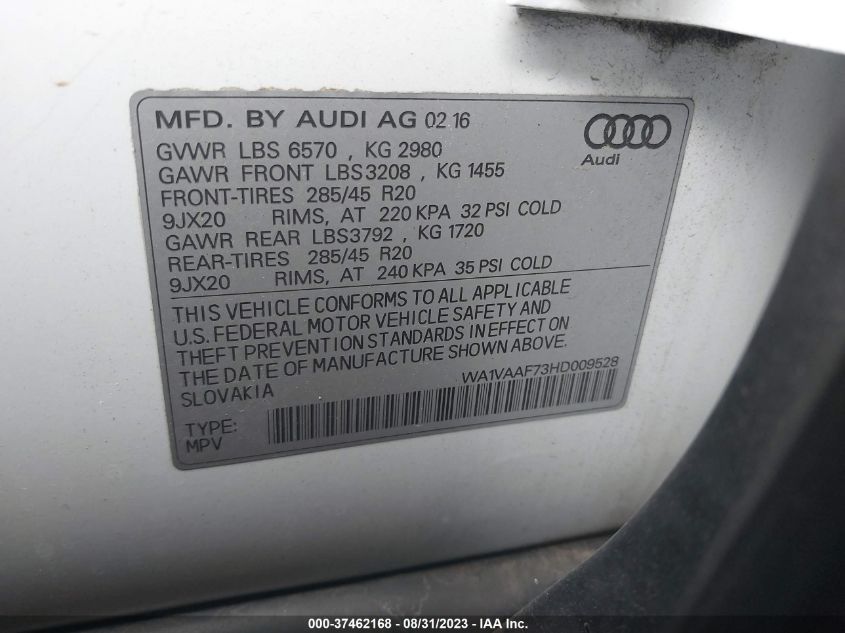 MFD. BY AUDI AG 02 16
Audi
GVWR LBS 6570 , KG 2980
GAWR FRONT LBS3208 , KG 1455
FRONT-TIRES 285/45 R20
9JX20 RIMS, AT 220 KPA 32 PSI COLD
GAWR REAR LBS3792 , KG 1720
REAR-TIRES 285/45 R20
9JX20 RIMS, AT 240 KPA 35 PSI COLD
THIS VEHICLE CONFORMS TO ALL APPLICABLE
U.S. FEDERAL MOTOR VEHICLE SAFETY AND
THEFT PREVENTION STANDARDS IN EFFECT ON
THE DATE OF MANUFACTURE SHOWN ABOVE.
SLOVAKIA WA1VAAF73HD009528
TYPE:
MPV
000-37462168 - 08/31/2023 - Copyright IAA, Inc.